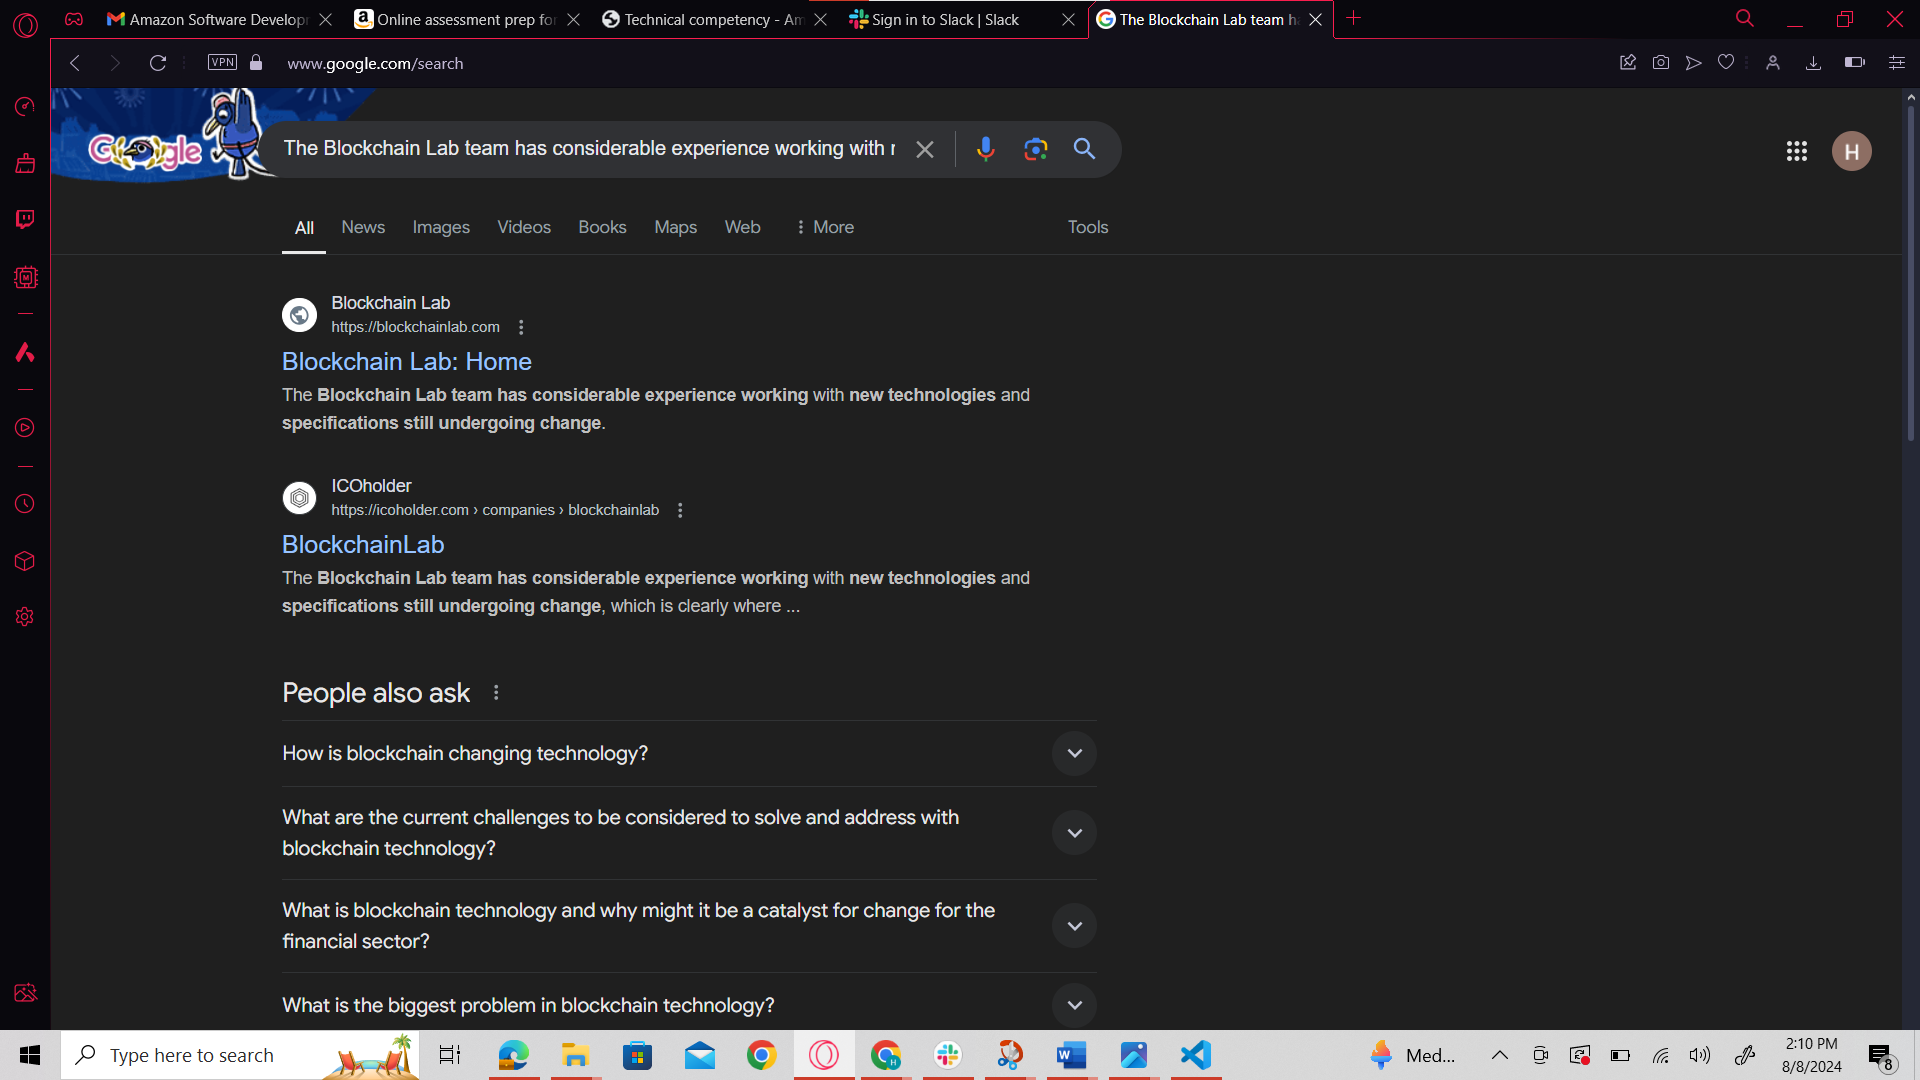 Amazon Software Develop
Online assessment prep fo
Technical competency - Am
Sign in to Slack | Slack
The Blockchain Lab team ha
VPN
www.google.com/search
Google
The Blockchain Lab team has considerable experience working with
H
All News Images Videos Books Maps Web More Tools
Blockchain Lab
https://blockchainlab.com
Blockchain Lab: Home
The Blockchain Lab team has considerable experience working with new technologies and
specifications still undergoing change.
ICOholder
https://icoholder.com › companies › blockchainlab
BlockchainLab
The Blockchain Lab team has considerable experience working with new technologies and
specifications still undergoing change, which is clearly where ...
People also ask
How is blockchain changing technology?
What are the current challenges to be considered to solve and address with
blockchain technology?
What is blockchain technology and why might it be a catalyst for change for the
financial sector?
What is the biggest problem in blockchain technology?
Type here to search
Med...
2:10 PM
8/8/2024
8